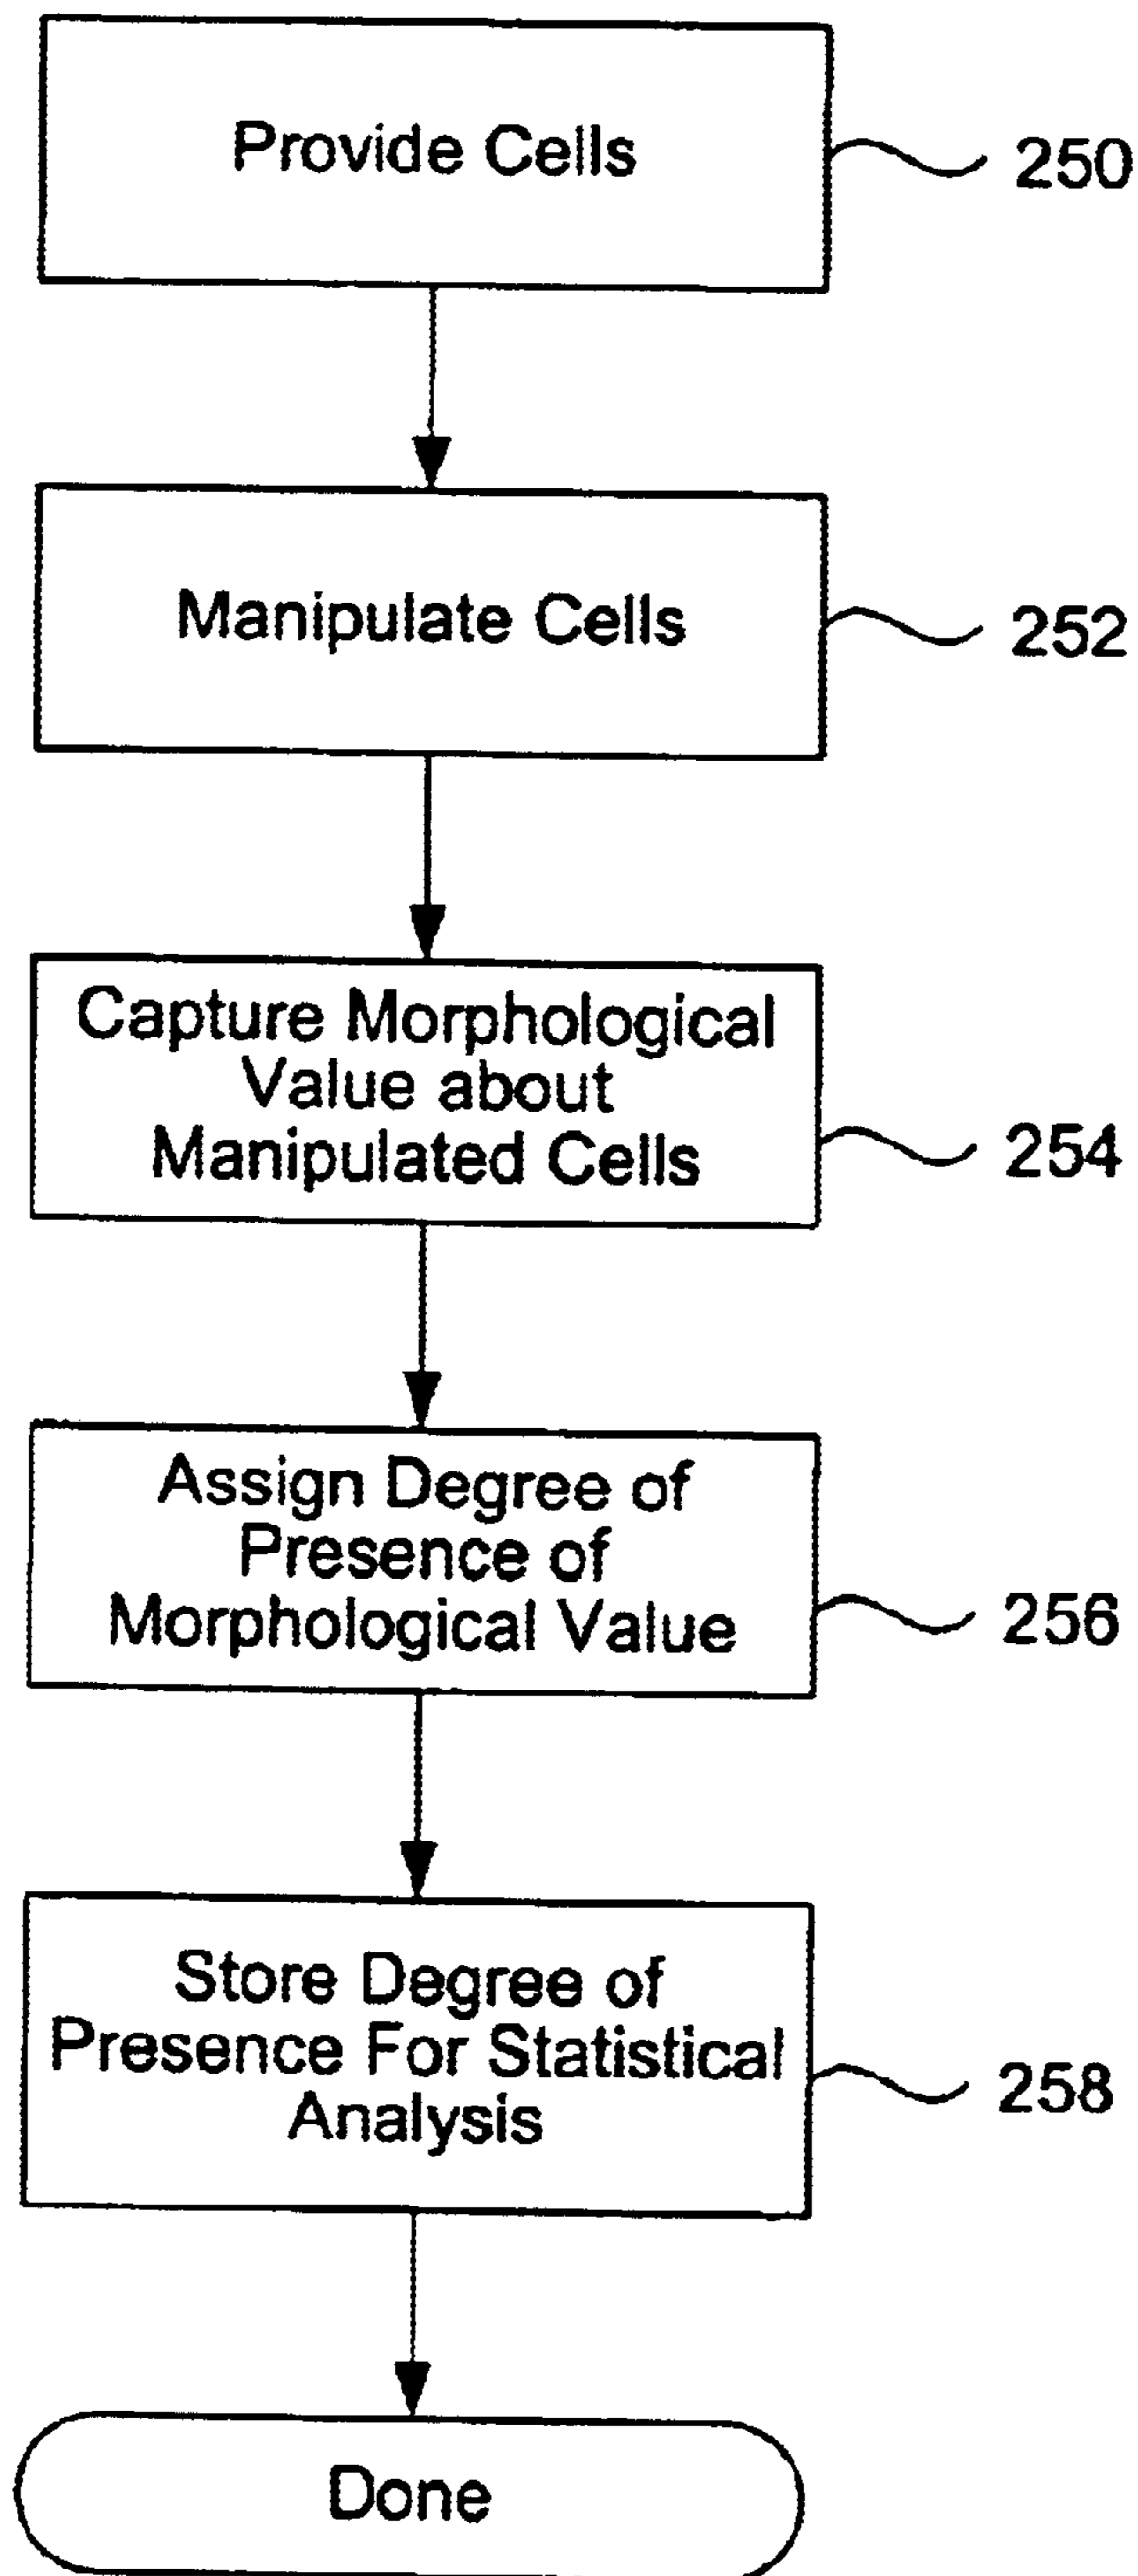 Provide Cells
250
Manipulate Cells
252
Capture Morphological
Value about
Manipulated Cells
254
Assign Degree of
Presence of
Morphological Value
256
Store Degree of
Presence For Statistical
Analysis
258
Done